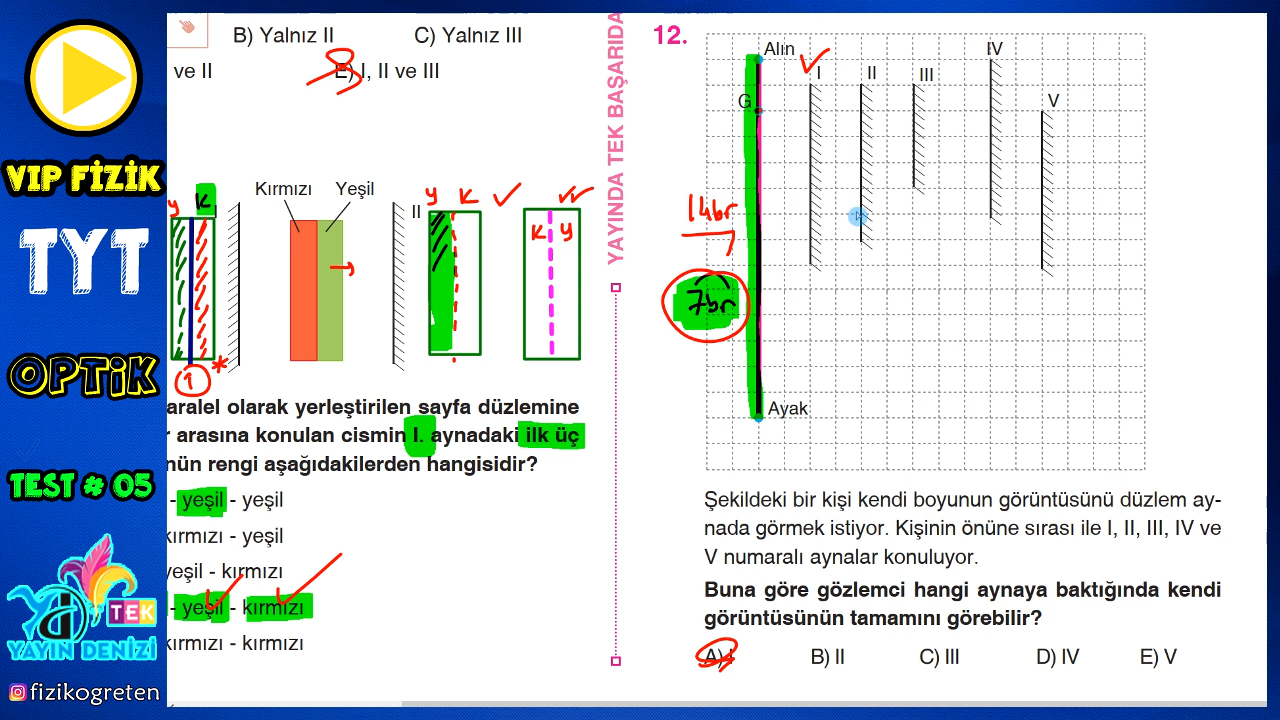 VIP FİZİK
TYT
OPTİK
TEST # 05
TEK
YAYIN DENİZİ
fizikogreten
B) Yalnız II
C) Yalnız III
ve II
E) I, II ve III
Kırmızı
Yeşil
y
k
I
II
y
k
k
y
1
*
aralel olarak yerleştirilen sayfa düzlemine
r arasına konulan cismin I. aynadaki ilk üç
nün rengi aşağıdakilerden hangisidir?
- yeşil - yeşil
kırmızı - yeşil
yeşil - kırmızı
- yeşil - kırmızı
kırmızı - kırmızı
YAYINDA TEK BAŞARIDA
12.
Alın
G
I
II
III
IV
V
14br
7br
Ayak
Şekildeki bir kişi kendi boyunun görüntüsünü düzlem ay-
nada görmek istiyor. Kişinin önüne sırası ile I, II, III, IV ve
V numaralı aynalar konuluyor.
Buna göre gözlemci hangi aynaya baktığında kendi
görüntüsünün tamamını görebilir?
A) I
B) II
C) III
D) IV
E) V